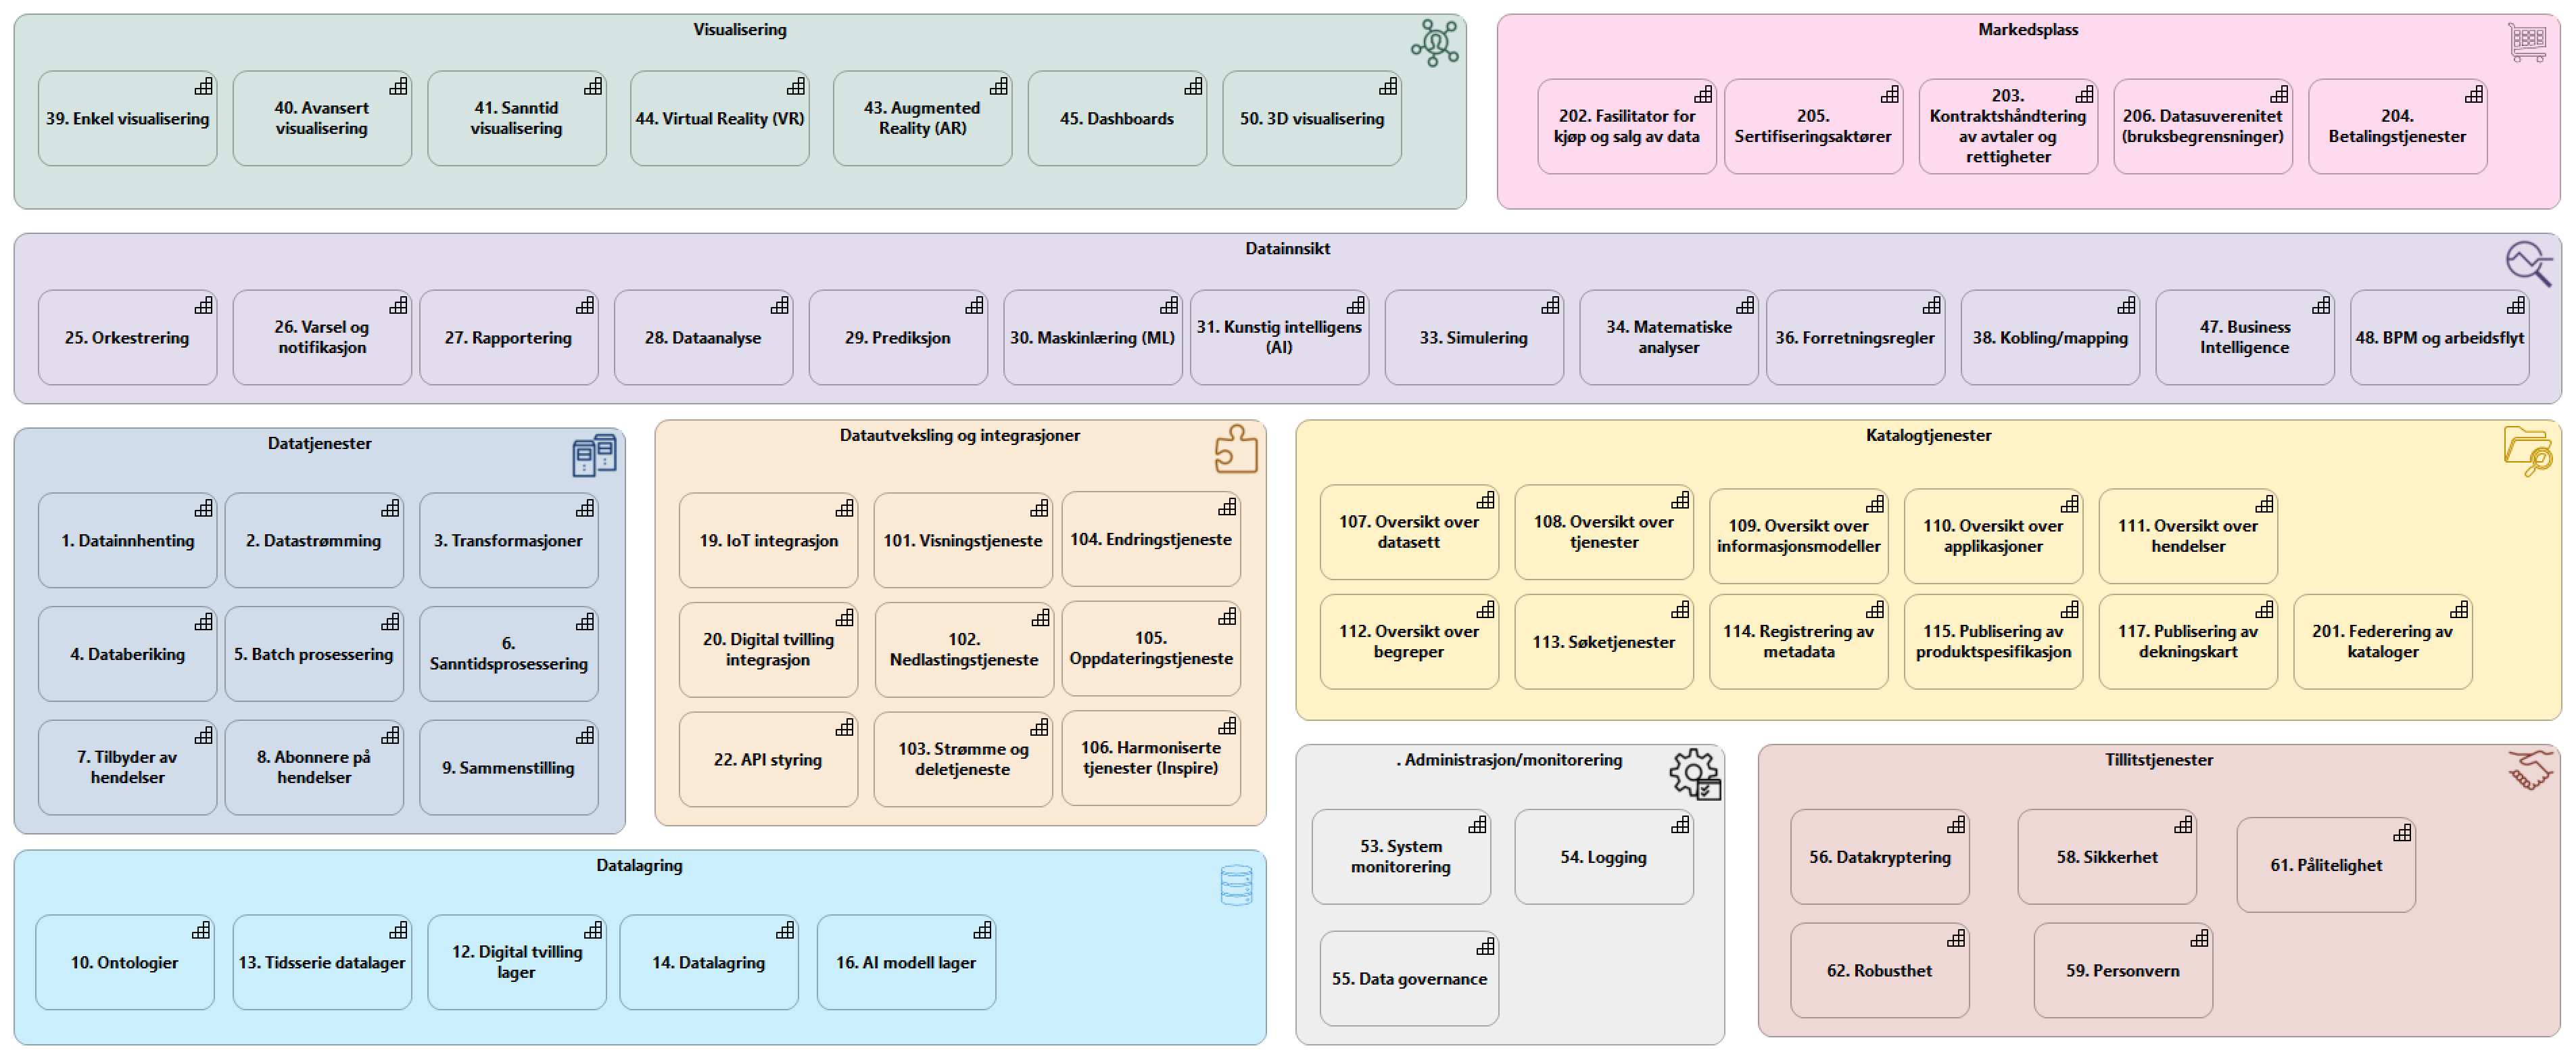 Visualisering
39. Enkel visualisering
40. Avansert
visualisering
41. Sanntid
visualisering
44. Virtual Reality (VR)
43. Augmented
Reality (AR)
45. Dashboards
50. 3D visualisering
Markedsplass
202. Fasilitator for
kjøp og salg av data
205.
Sertifiseringsaktører
203.
Kontraktshåndtering
av avtaler og
rettigheter
206. Datasuverenitet
(bruksbegrensninger)
204.
Betalingstjenester
Datainnsikt
25. Orkestrering
26. Varsel og
notifikasjon
27. Rapportering
28. Dataanalyse
29. Prediksjon
30. Maskinlæring (ML)
31. Kunstig intelligens
(AI)
33. Simulering
34. Matematiske
analyser
36. Forretningsregler
38. Kobling/mapping
47. Business
Intelligence
48. BPM og arbeidsflyt
Datatjenester
1. Datainnhenting
2. Datastrømming
3. Transformasjoner
4. Databeriking
5. Batch prosessering
6.
Sanntidsprosessering
7. Tilbyder av
hendelser
8. Abonnere på
hendelser
9. Sammenstilling
Datautveksling og integrasjoner
19. IoT integrasjon
101. Visningstjeneste
104. Endringstjeneste
20. Digital tvilling
integrasjon
102.
Nedlastingstjeneste
105.
Oppdateringstjeneste
22. API styring
103. Strømme og
deletjeneste
106. Harmoniserte
tjenester (Inspire)
Katalogtjenester
107. Oversikt over
datasett
108. Oversikt over
tjenester
109. Oversikt over
informasjonsmodeller
110. Oversikt over
applikasjoner
111. Oversikt over
hendelser
112. Oversikt over
begreper
113. Søketjenester
114. Registrering av
metadata
115. Publisering av
produktspesifikasjon
117. Publisering av
dekningskart
201. Federering av
kataloger
. Administrasjon/monitorering
53. System
monitorering
54. Logging
55. Data governance
Tillitstjenester
56. Datakryptering
58. Sikkerhet
61. Pålitelighet
62. Robusthet
59. Personvern
Datalagring
10. Ontologier
13. Tidsserie datalager
12. Digital tvilling
lager
14. Datalagring
16. AI modell lager